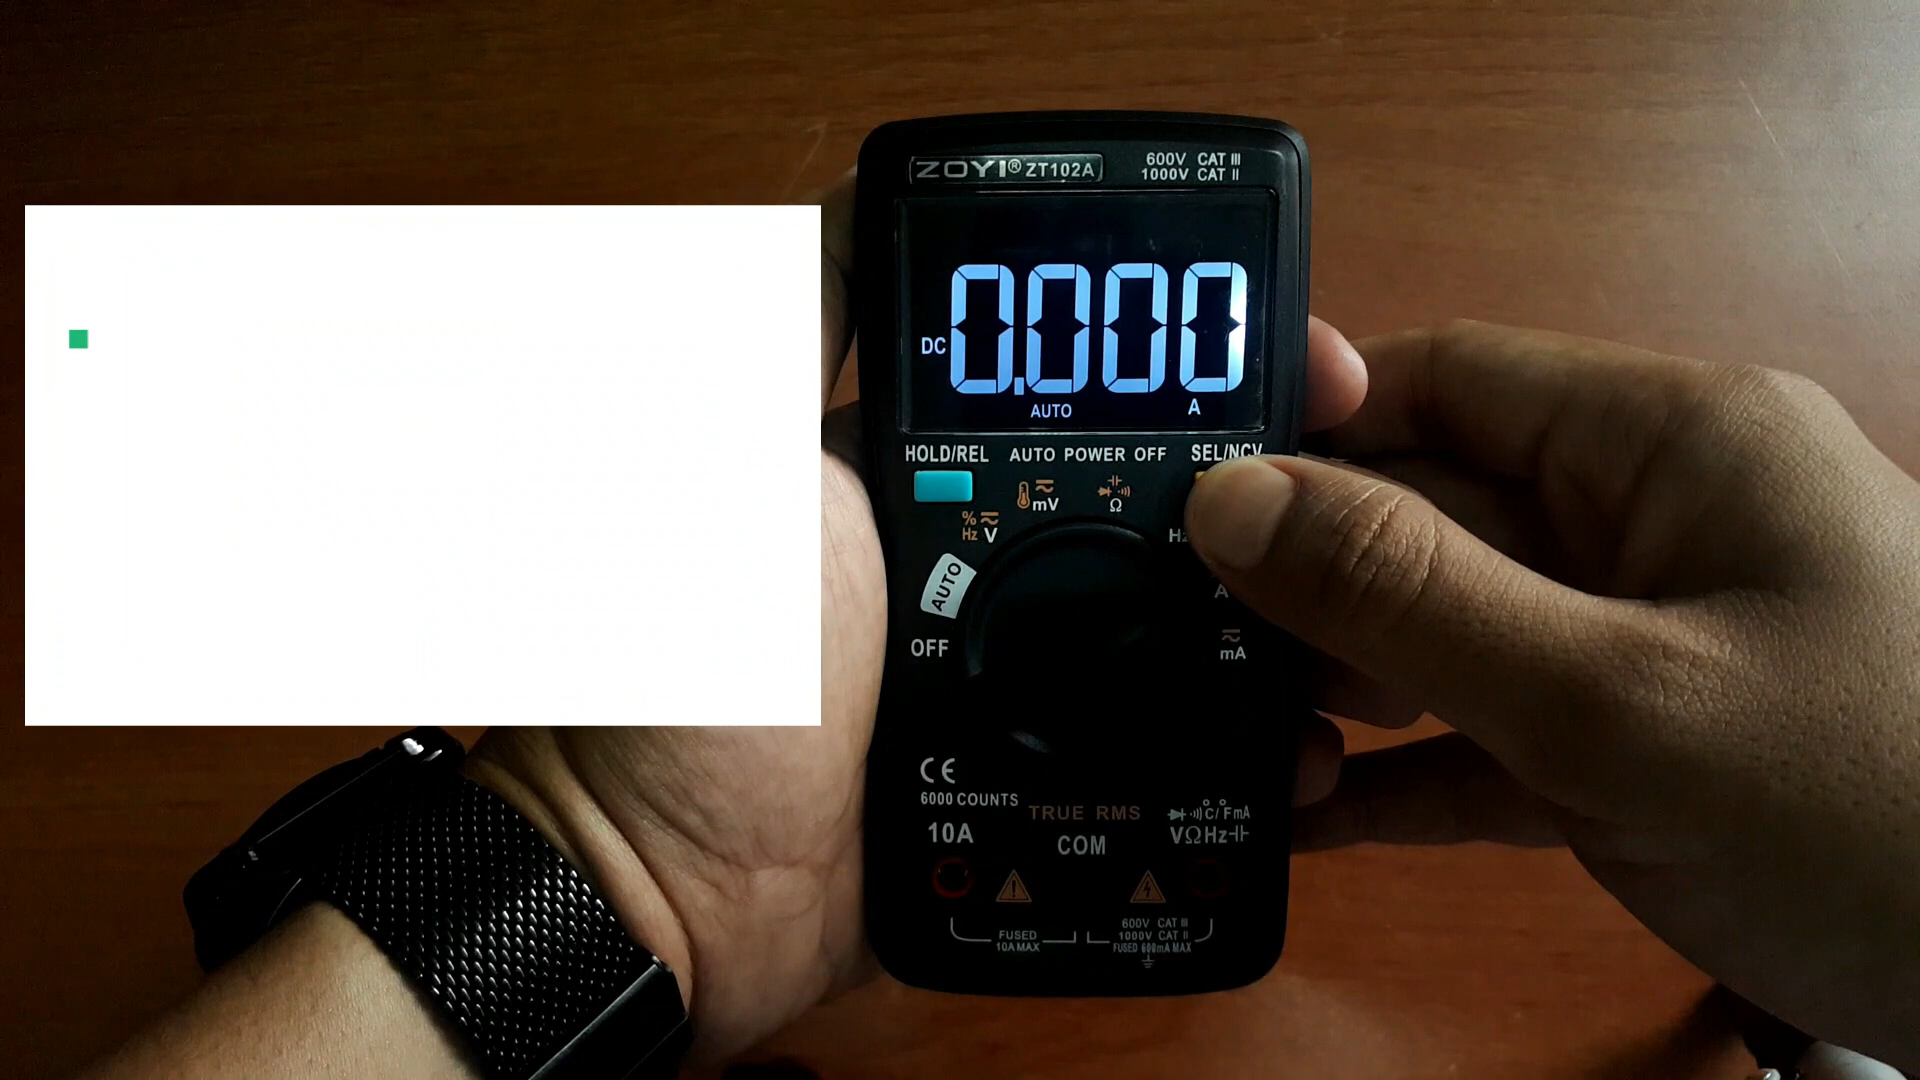 ZOYI® ZT102A
600V CAT III
1000V CAT II
DC 0.000
AUTO A
HOLD/REL AUTO POWER OFF SEL/NCV
mV Ω
% Hz V
Hz
AUTO
A
OFF
mA
CE
6000 COUNTS
TRUE RMS
°C/°F mA
10A
COM
VΩHz
FUSED
10A MAX
600V CAT III
1000V CAT II
FUSED 600mA MAX